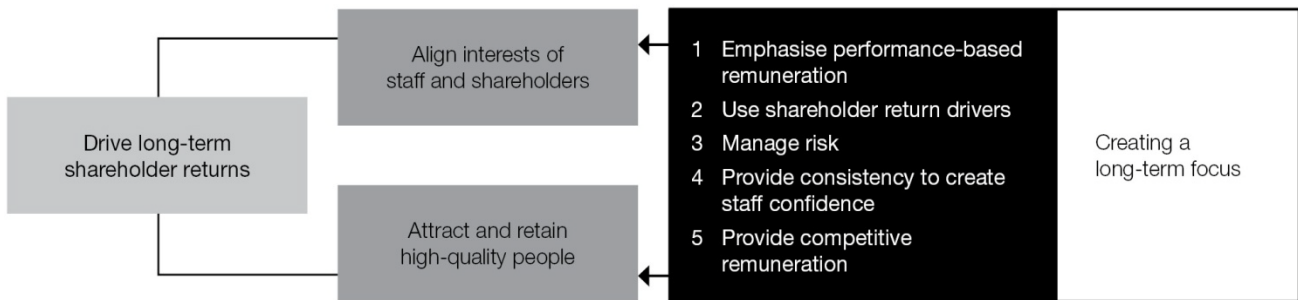 Drive long-term
shareholder returns
Align interests of
staff and shareholders
Attract and retain
high-quality people
1 Emphasise performance-based
remuneration
2 Use shareholder return drivers
3 Manage risk
4 Provide consistency to create
staff confidence
5 Provide competitive
remuneration
Creating a
long-term focus